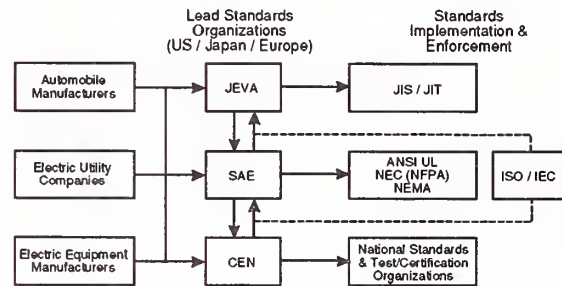 Lead Standards
Organizations
(US / Japan / Europe)
Standards
Implementation &
Enforcement
Automobile
Manufacturers
JEVA
JIS / JIT
Electric Utility
Companies
SAE
ANSI UL
NEC (NFPA)
NEMA
ISO / IEC
Electric Equipment
Manufacturers
CEN
National Standards
& Test/Certification
Organizations